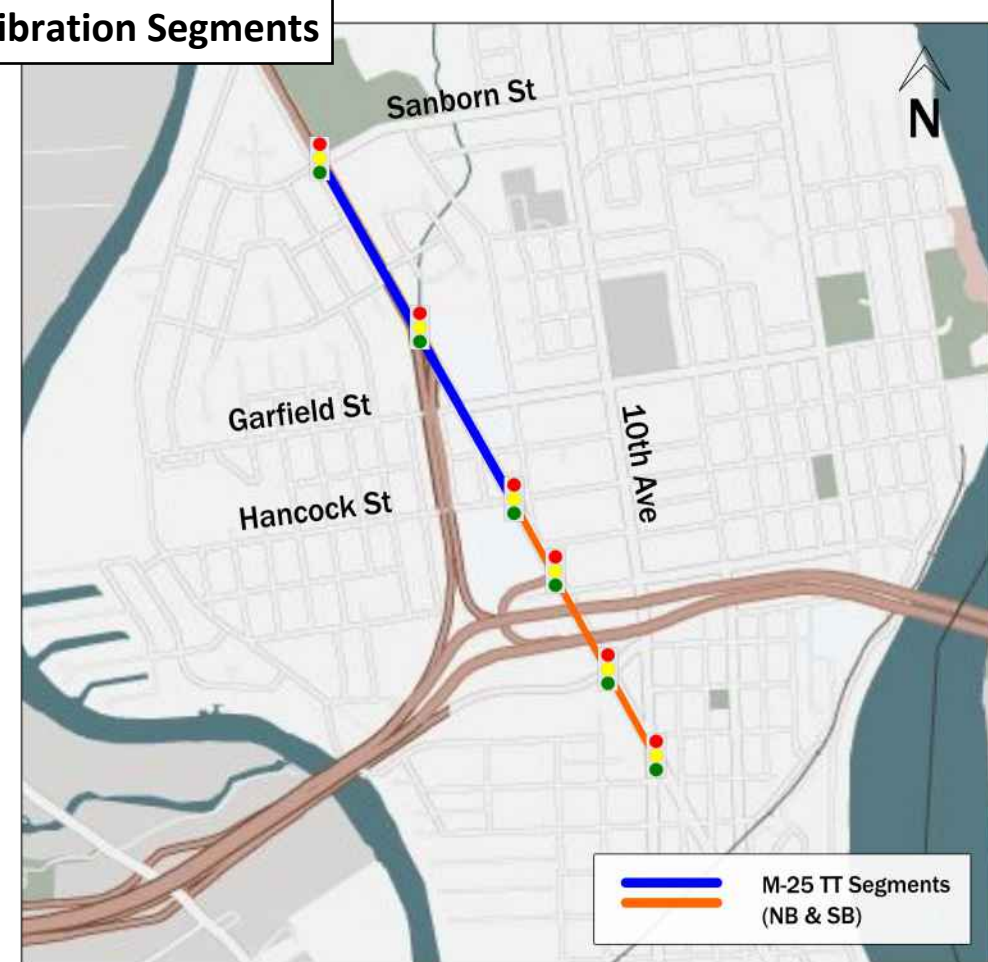 ibration Segments
Sanborn St
N
Garfield St
10th Ave
Hancock St
M-25 TT Segments
(NB & SB)